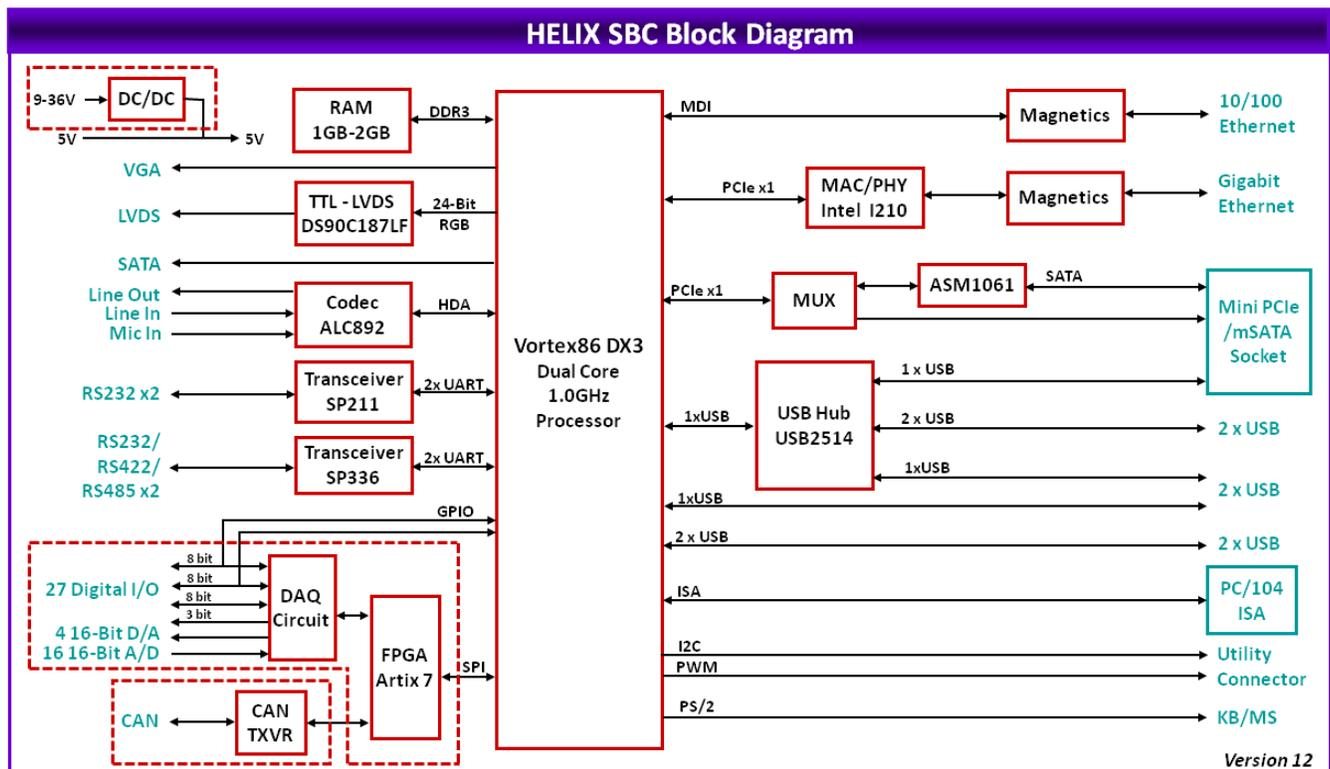 HELIX SBC Block Diagram
9-36V
DC/DC
5V
5V
VGA
LVDS
SATA
Line Out
Line In
Mic In
RS232 x2
RS232/
RS422/
RS485 x2
27 Digital I/O
4 16-Bit D/A
16 16-Bit A/D
CAN
RAM
1GB-2GB
DDR3
TTL - LVDS
DS90C187LF
24-Bit
RGB
Codec
ALC892
HDA
Transceiver
SP211
2x UART
Transceiver
SP336
2x UART
GPIO
8 bit
8 bit
8 bit
3 bit
DAQ
Circuit
FPGA
Artix 7
SPI
CAN
TXVR
Vortex86 DX3
Dual Core
1.0GHz
Processor
MDI
Magnetics
10/100
Ethernet
PCIe x1
MAC/PHY
Intel I210
Magnetics
Gigabit
Ethernet
PCIe x1
MUX
ASM1061
SATA
Mini PCIe
/mSATA
Socket
1xUSB
USB Hub
USB2514
1 x USB
2 x USB
2 x USB
1xUSB
1xUSB
2 x USB
2 x USB
2 x USB
ISA
PC/104
ISA
I2C
PWM
Utility
Connector
PS/2
KB/MS
Version 12